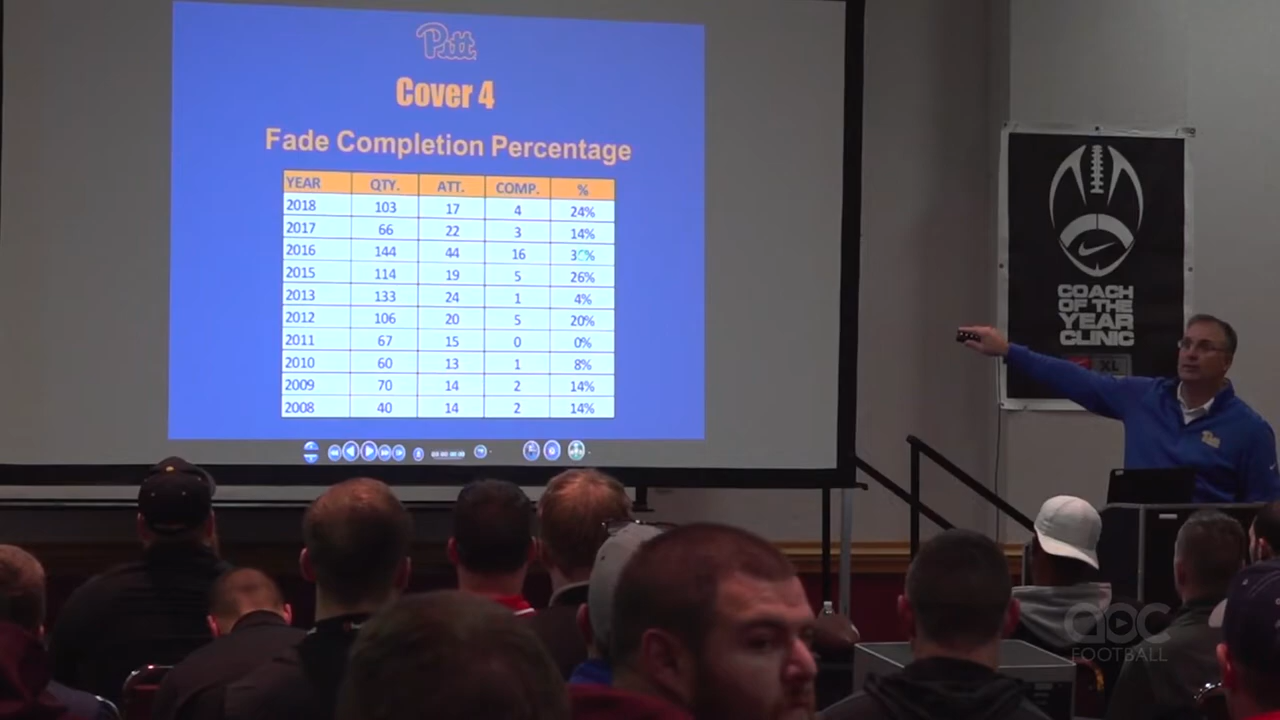 Pitt
Cover 4
Fade Completion Percentage
YEAR QTY. ATT. COMP. %
2018 103 17 4 24%
2017 66 22 3 14%
2016 144 44 16
2015 114 19 5 26%
2013 133 24 1 4%
2012 106 20 5 20%
2011 67 15 0 0%
2010 60 13 1 8%
2009 70 14 2 14%
2008 40 14 2 14%
COACH
OF THE
YEAR
CLINIC
XL
Pitt
abc
FOOTBALL